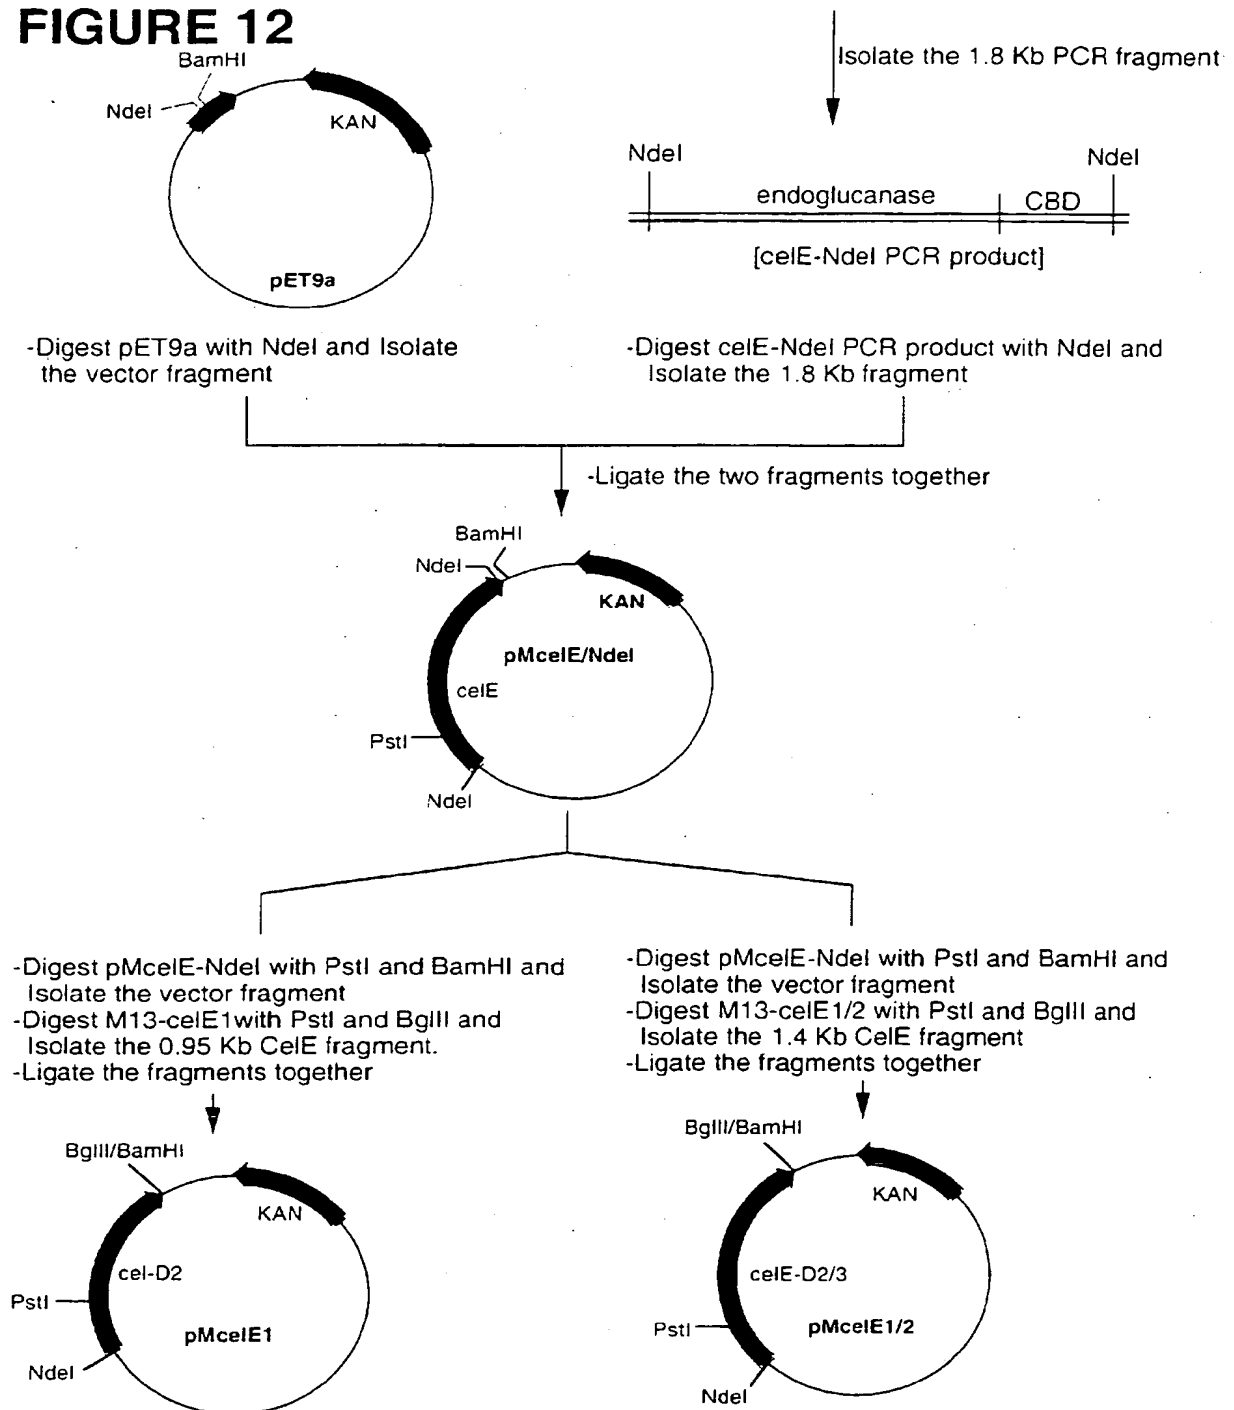 FIGURE 12
BamHI
NdeI
KAN
pET9a
Isolate the 1.8 Kb PCR fragment
NdeI
NdeI
endoglucanase
CBD
[celE-NdeI PCR product]
-Digest pET9a with NdeI and Isolate
the vector fragment
-Digest celE-NdeI PCR product with NdeI and
Isolate the 1.8 Kb fragment
-Ligate the two fragments together
BamHI
NdeI
KAN
pMcelE/NdeI
celE
PstI
NdeI
-Digest pMcelE-NdeI with PstI and BamHI and
Isolate the vector fragment
-Digest M13-celE1with PstI and BglII and
Isolate the 0.95 Kb CelE fragment.
-Ligate the fragments together
-Digest pMcelE-NdeI with PstI and BamHI and
Isolate the vector fragment
-Digest M13-celE1/2 with PstI and BglII and
Isolate the 1.4 Kb CelE fragment
-Ligate the fragments together
BglII/BamHI
KAN
cel-D2
PstI
pMcelE1
NdeI
BglII/BamHI
KAN
celE-D2/3
PstI
pMcelE1/2
NdeI